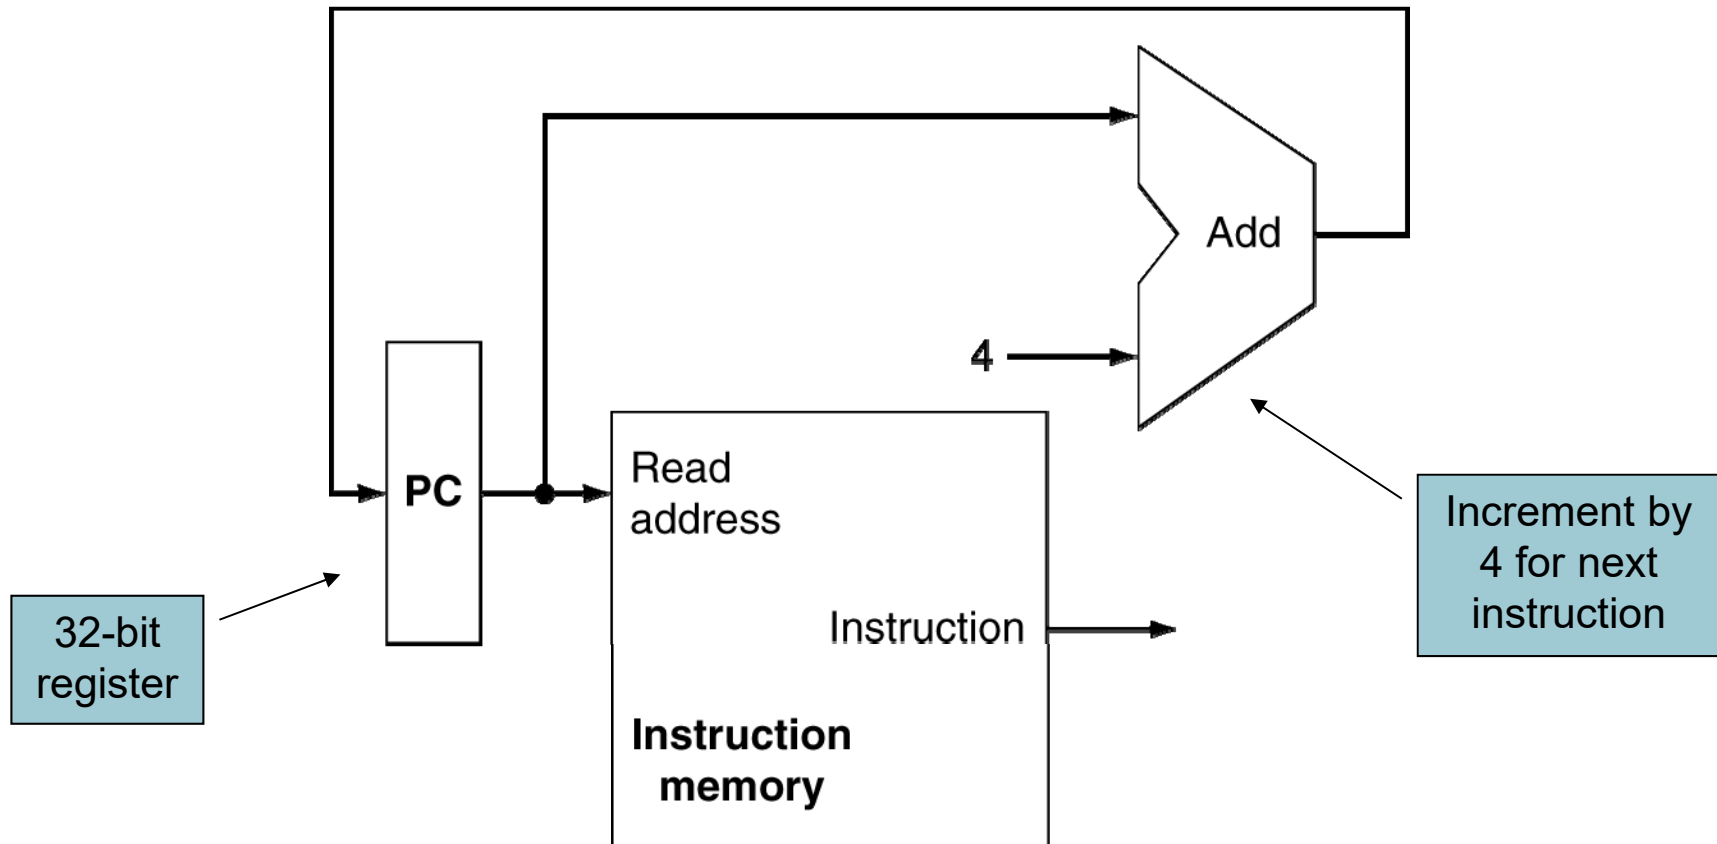 Add
4
PC
Read
address
Increment by
4 for next
instruction
32-bit
register
Instruction
Instruction
memory